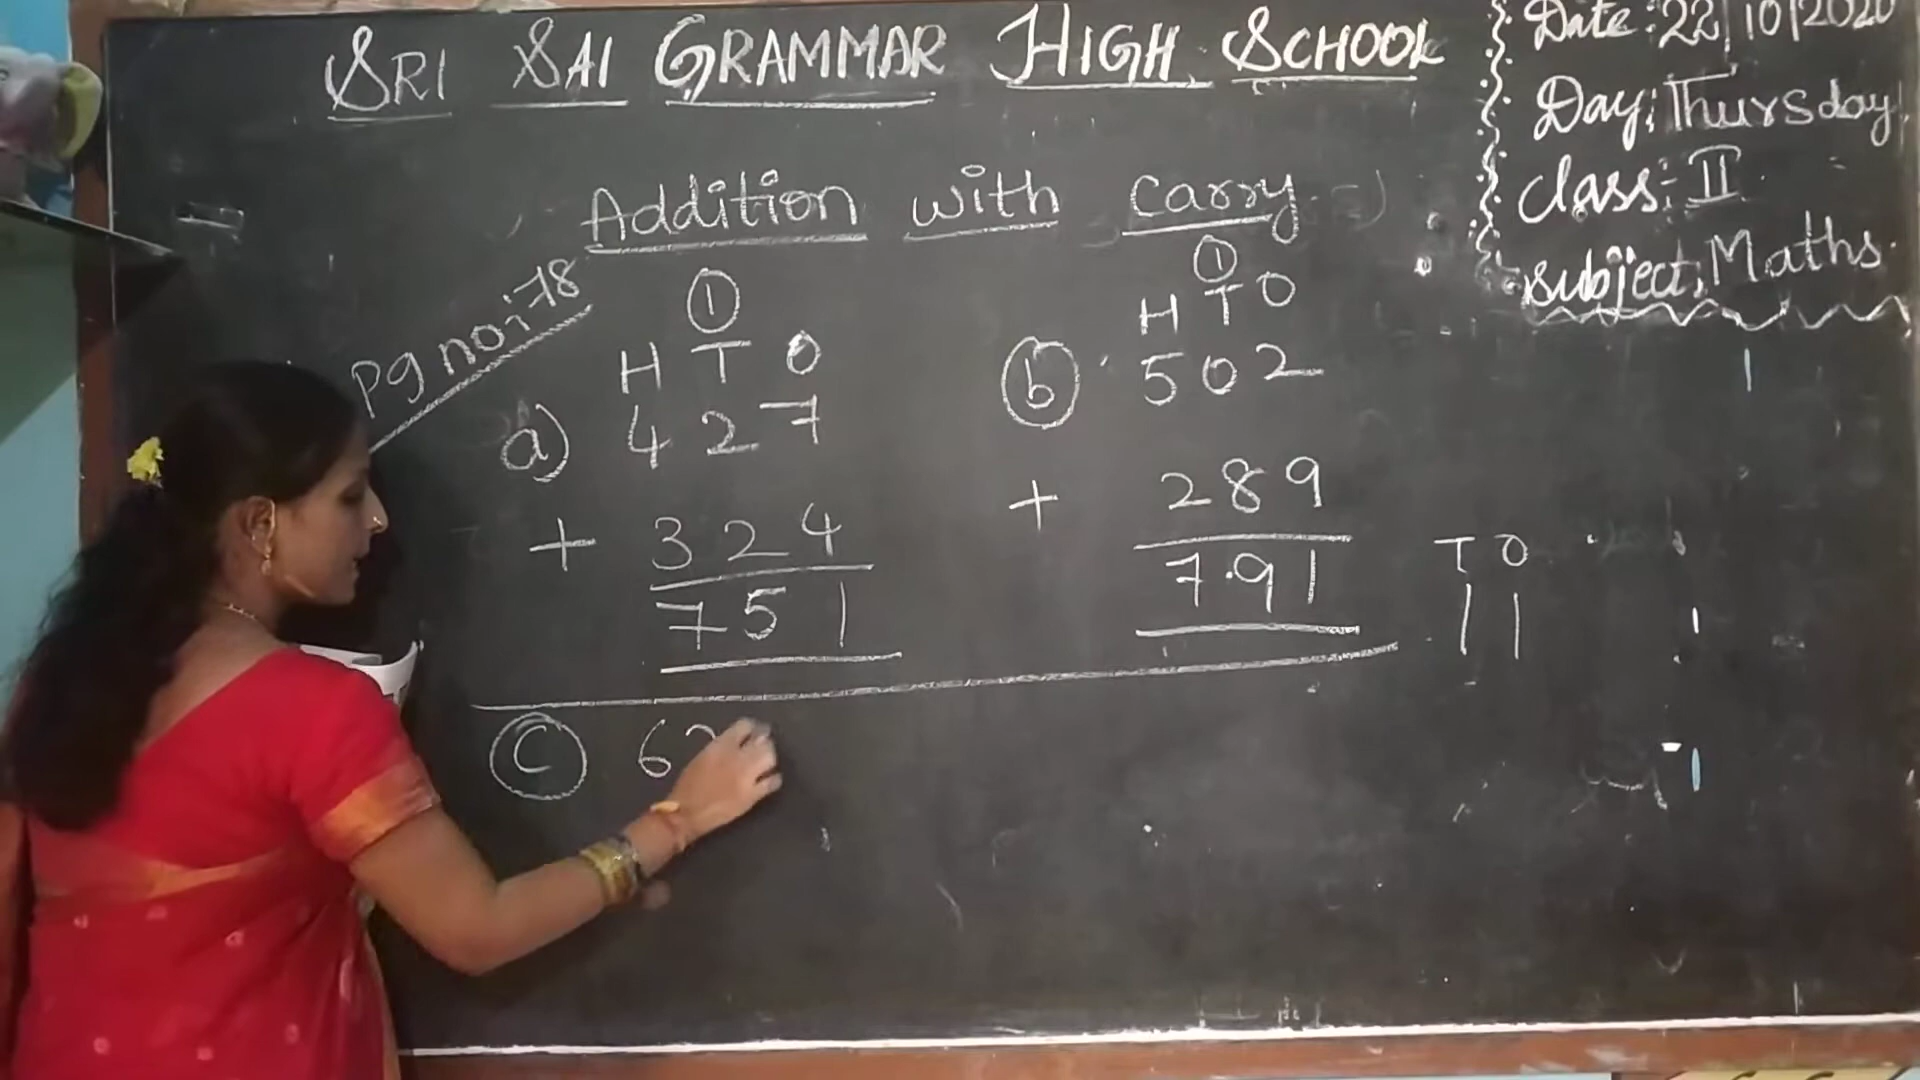 SRI SAI GRAMMAR HIGH SCHOOL
Date: 22/10/2020
Day: Thursday
Class: II
Subject: Maths
Addition with carry
Pg no: 78
1
H T O
a) 4 2 7
+ 3 2 4
7 5 1
1
H T O
b 5 0 2
+ 2 8 9
7 9 1
T O
1 1
C 6